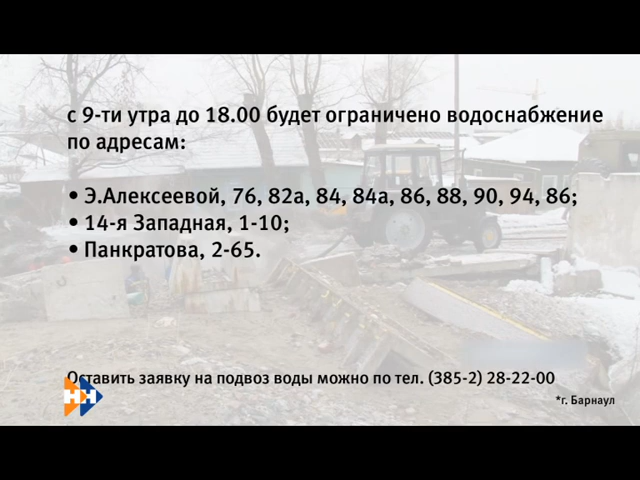 с 9-ти утра до 18.00 будет ограничено водоснабжение
по адресам:
• Э.Алексеевой, 76, 82а, 84, 84а, 86, 88, 90, 94, 86;
• 14-я Западная, 1-10;
• Панкратова, 2-65.
Оставить заявку на подвоз воды можно по тел. (385-2) 28-22-00
НН
*г. Барнаул